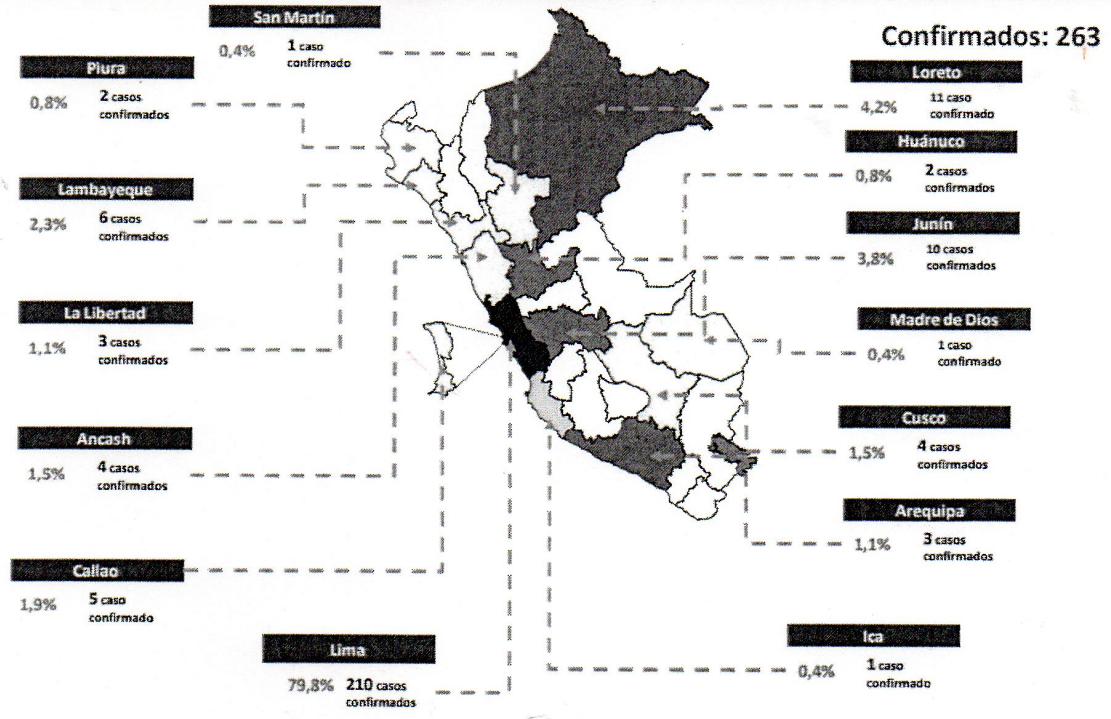 San Martín
0,4%
1 caso
confirmado
Confirmados: 263
Piura
0,8%
2 casos
confirmados
Lambayeque
2,3%
6 casos
confirmados
La Libertad
1,1%
3 casos
confirmados
Ancash
1,5%
4 casos
confirmados
Callao
1,9%
5 caso
confirmado
Lima
79,8%
210 casos
confirmados
Loreto
4,2%
11 caso
confirmado
Huánuco
0,8%
2 casos
confirmados
Junín
3,8%
10 casos
confirmados
Madre de Dios
0,4%
1 caso
confirmado
Cusco
1,5%
4 casos
confirmados
Arequipa
1,1%
3 casos
confirmados
Ica
0,4%
1 caso
confirmado